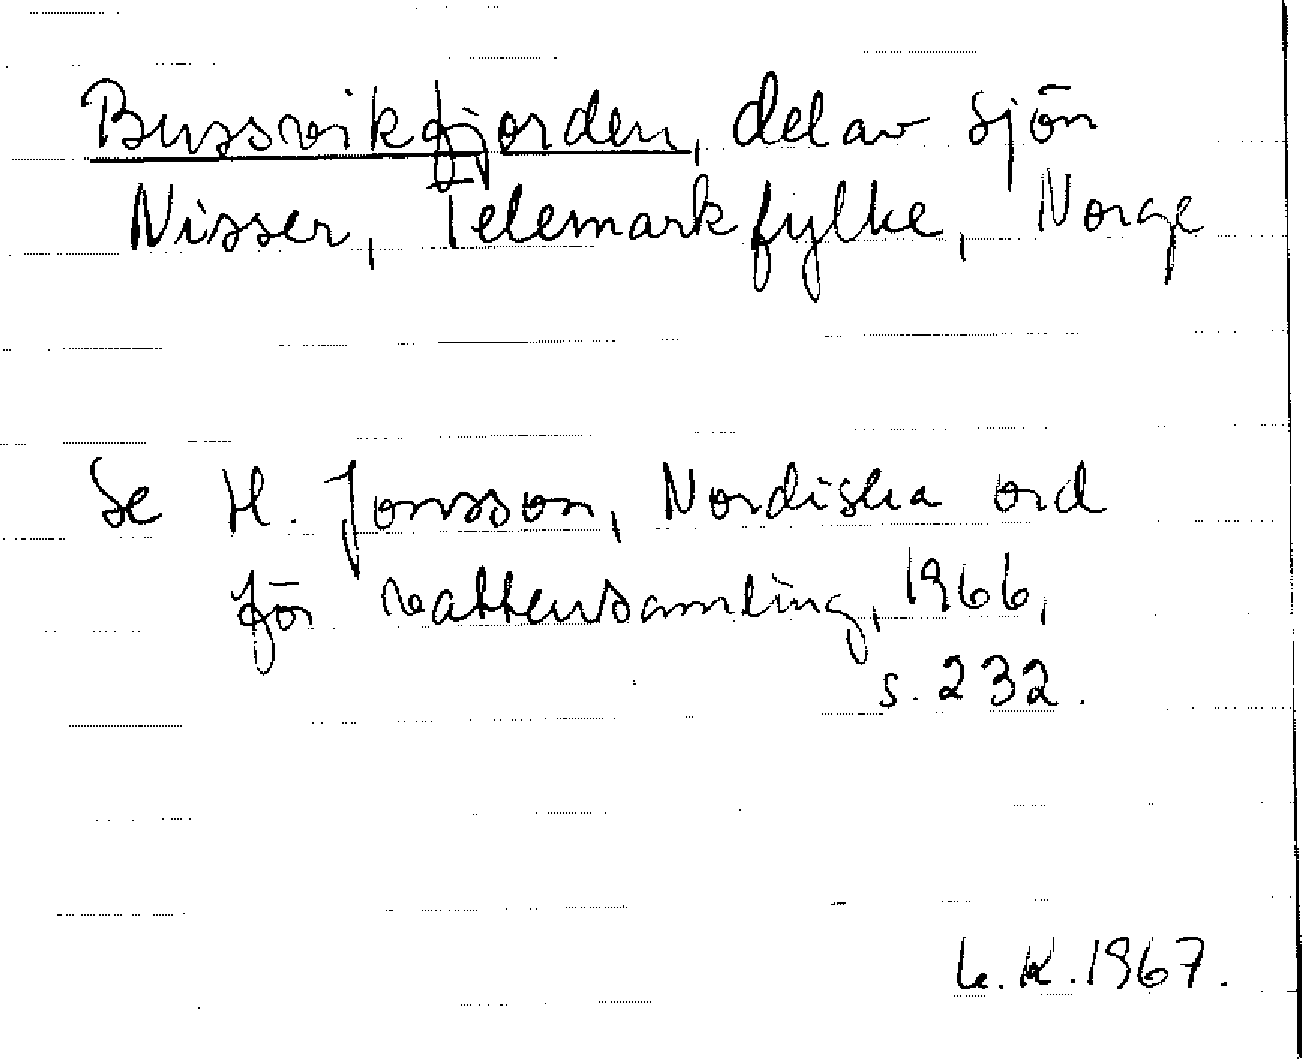 Bussvikfjorden, del av sjön
Nisser, Telemark fylke, Norge
Se H. Jonsson, Nordiska ord
för vattensamling, 1966,
s. 232.
L. K. 1967.